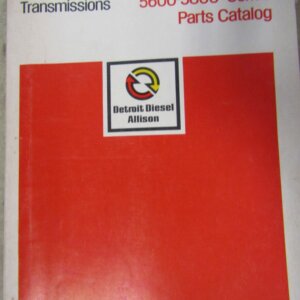 Transmissions
Parts Catalog
Detroit Diesel
Allison